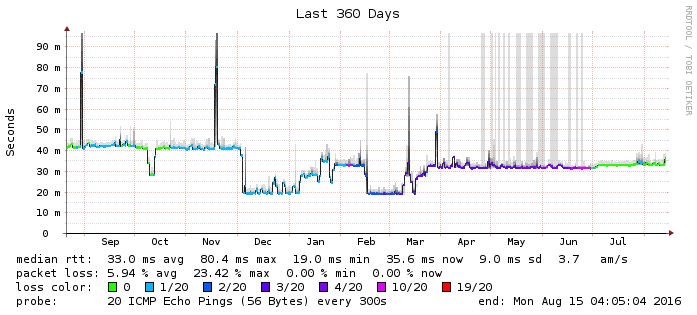 Last 360 Days
RRDTOOL / TOBI OETIKER
Seconds
90 m
80 m
70 m
60 m
50 m
40 m
30 m
20 m
10 m
0
Sep Oct Nov Dec Jan Feb Mar Apr May Jun Jul
median rtt: 33.0 ms avg 80.4 ms max 19.0 ms min 35.6 ms now 9.0 ms sd 3.7 am/s
packet loss: 5.94 % avg 23.42 % max 0.00 % min 0.00 % now
loss color: 0 1/20 2/20 3/20 4/20 10/20 19/20
probe: 20 ICMP Echo Pings (56 Bytes) every 300s end: Mon Aug 15 04:05:04 2016